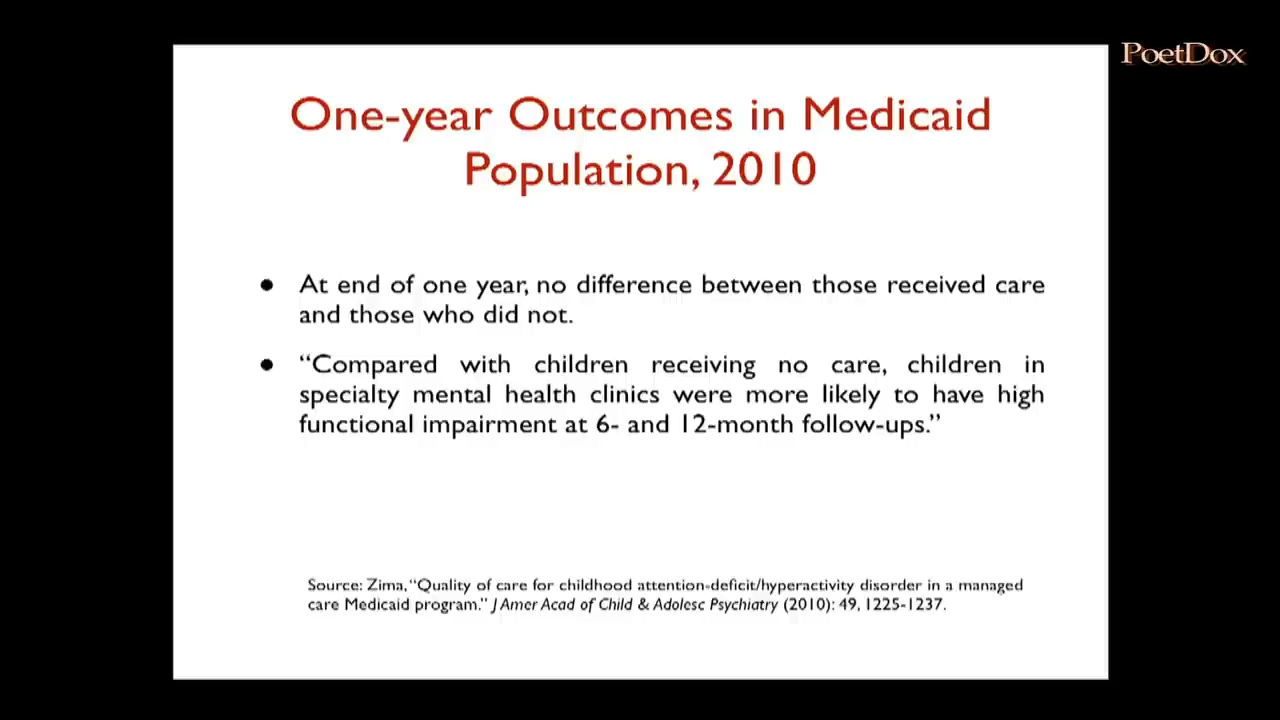 PoetDox
One-year Outcomes in Medicaid
Population, 2010
● At end of one year, no difference between those received care
and those who did not.
● “Compared with children receiving no care, children in
specialty mental health clinics were more likely to have high
functional impairment at 6- and 12-month follow-ups.”
Source: Zima, “Quality of care for childhood attention-deficit/hyperactivity disorder in a managed
care Medicaid program.” J Amer Acad of Child & Adolesc Psychiatry (2010): 49, 1225-1237.